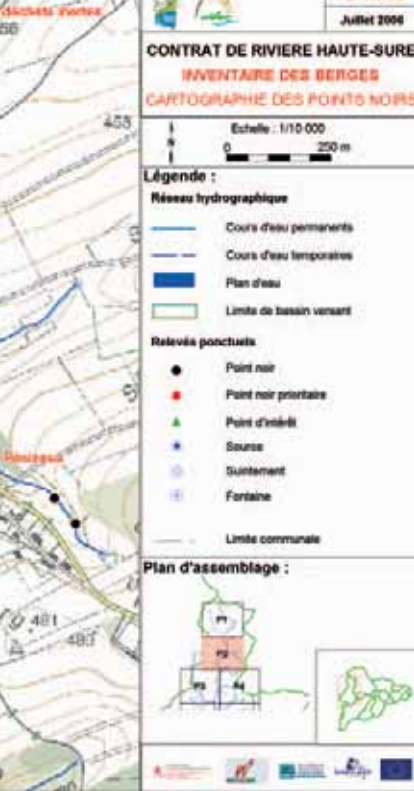 déchets inertes
Juillet 2006
CONTRAT DE RIVIERE HAUTE-SURE
INVENTAIRE DES BERGES
CARTOGRAPHIE DES POINTS NOIRS
N
Echelle : 1/10 000
0 250 m
Légende :
Réseau hydrographique
Cours d'eau permanents
Cours d'eau temporaires
Plan d'eau
Limite de bassin versant
Relevés ponctuels
Point noir
Point noir prioritaire
Point d'intérêt
Source
Suintement
Fontaine
Limite communale
Plan d'assemblage :
P1
P2
P3 P4
481
483